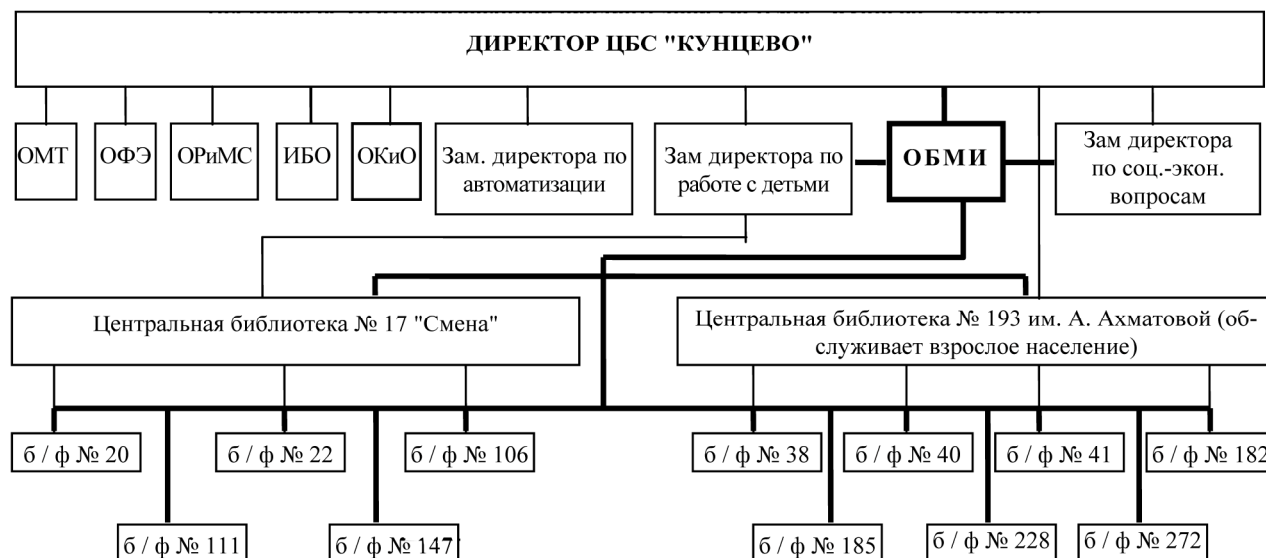 ДИРЕКТОР ЦБС "КУНЦЕВО"
ОМТ
ОФЭ
ОРиМС
ИБО
ОКиО
Зам. директора по
автоматизации
Зам директора по
работе с детьми
ОБМИ
Зам директора
по соц.-экон.
вопросам
Центральная библиотека № 17 "Смена"
Центральная библиотека № 193 им. А. Ахматовой (об-
служивает взрослое население)
б / ф № 20
б / ф № 22
б / ф № 106
б / ф № 38
б / ф № 40
б / ф № 41
б / ф № 182
б / ф № 111
б / ф № 147
б / ф № 185
б / ф № 228
б / ф № 272